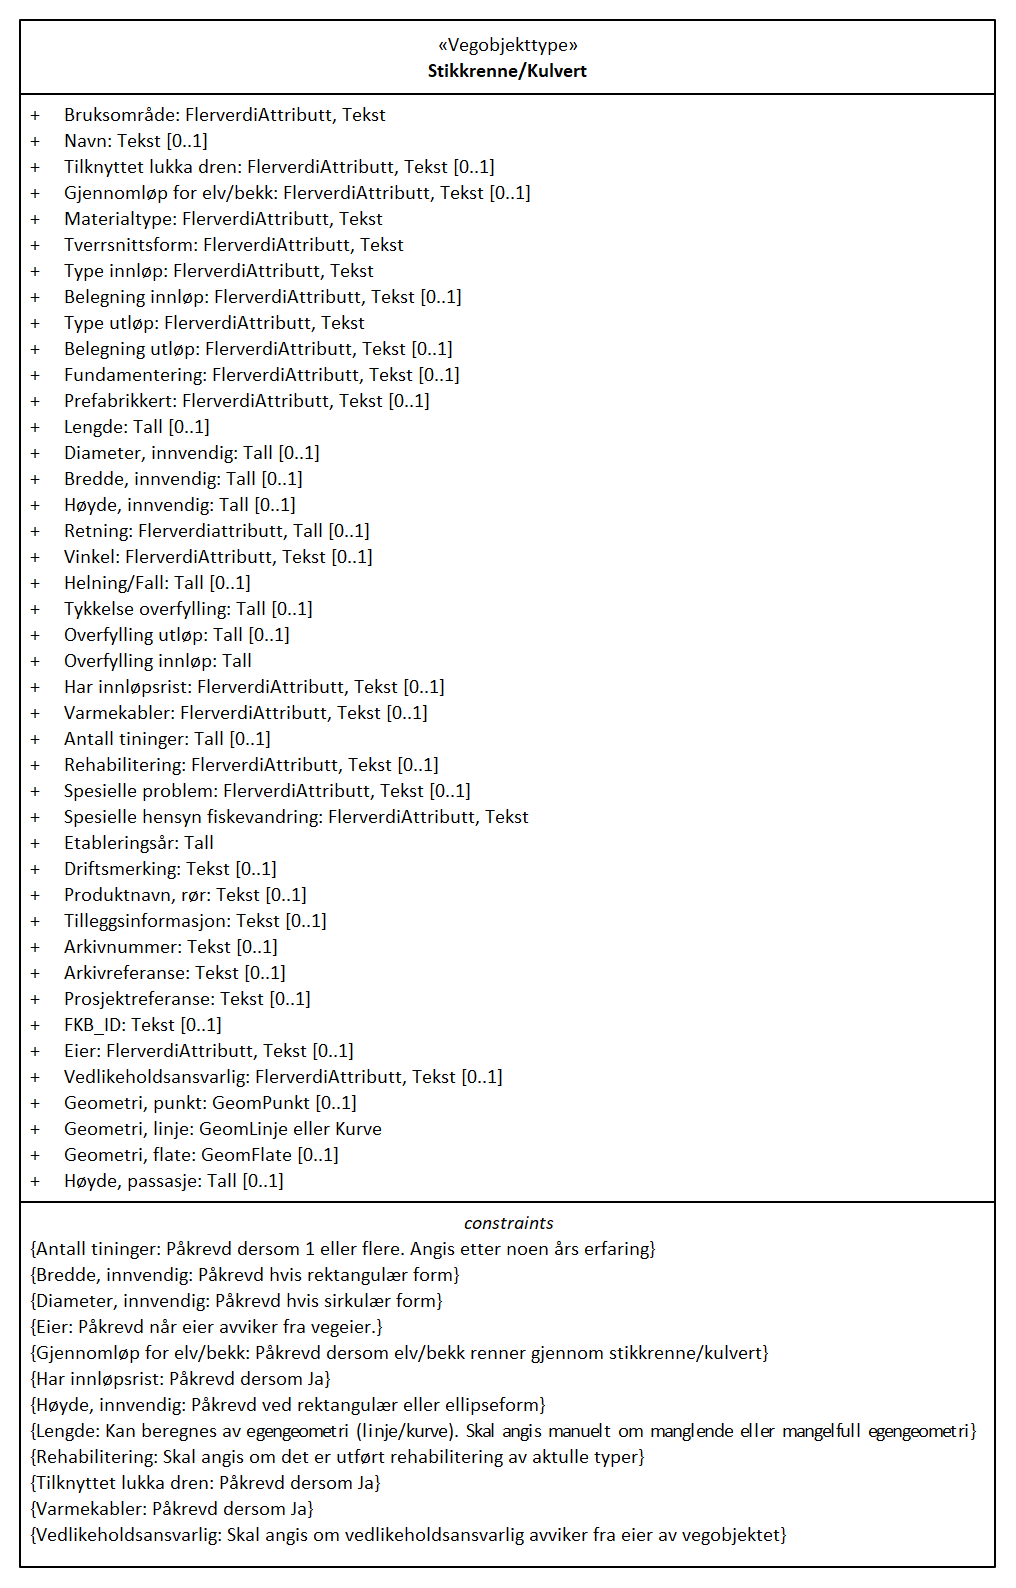 «Vegobjekttype»
Stikkrenne/Kulvert
+ Bruksområde: FlerverdiAttributt, Tekst
+ Navn: Tekst [0..1]
+ Tilknyttet lukka dren: FlerverdiAttributt, Tekst [0..1]
+ Gjennomløp for elv/bekk: FlerverdiAttributt, Tekst [0..1]
+ Materialtype: FlerverdiAttributt, Tekst
+ Tverrsnittsform: FlerverdiAttributt, Tekst
+ Type innløp: FlerverdiAttributt, Tekst
+ Belegning innløp: FlerverdiAttributt, Tekst [0..1]
+ Type utløp: FlerverdiAttributt, Tekst
+ Belegning utløp: FlerverdiAttributt, Tekst [0..1]
+ Fundamentering: FlerverdiAttributt, Tekst [0..1]
+ Prefabrikkert: FlerverdiAttributt, Tekst [0..1]
+ Lengde: Tall [0..1]
+ Diameter, innvendig: Tall [0..1]
+ Bredde, innvendig: Tall [0..1]
+ Høyde, innvendig: Tall [0..1]
+ Retning: Flerverdiattributt, Tall [0..1]
+ Vinkel: FlerverdiAttributt, Tekst [0..1]
+ Helning/Fall: Tall [0..1]
+ Tykkelse overfylling: Tall [0..1]
+ Overfylling utløp: Tall [0..1]
+ Overfylling innløp: Tall
+ Har innløpsrist: FlerverdiAttributt, Tekst [0..1]
+ Varmekabler: FlerverdiAttributt, Tekst [0..1]
+ Antall tininger: Tall [0..1]
+ Rehabilitering: FlerverdiAttributt, Tekst [0..1]
+ Spesielle problem: FlerverdiAttributt, Tekst [0..1]
+ Spesielle hensyn fiskevandring: FlerverdiAttributt, Tekst
+ Etableringsår: Tall
+ Driftsmerking: Tekst [0..1]
+ Produktnavn, rør: Tekst [0..1]
+ Tilleggsinformasjon: Tekst [0..1]
+ Arkivnummer: Tekst [0..1]
+ Arkivreferanse: Tekst [0..1]
+ Prosjektreferanse: Tekst [0..1]
+ FKB_ID: Tekst [0..1]
+ Eier: FlerverdiAttributt, Tekst [0..1]
+ Vedlikeholdsansvarlig: FlerverdiAttributt, Tekst [0..1]
+ Geometri, punkt: GeomPunkt [0..1]
+ Geometri, linje: GeomLinje eller Kurve
+ Geometri, flate: GeomFlate [0..1]
+ Høyde, passasje: Tall [0..1]
constraints
{Antall tininger: Påkrevd dersom 1 eller flere. Angis etter noen års erfaring}
{Bredde, innvendig: Påkrevd hvis rektangulær form}
{Diameter, innvendig: Påkrevd hvis sirkulær form}
{Eier: Påkrevd når eier avviker fra vegeier.}
{Gjennomløp for elv/bekk: Påkrevd dersom elv/bekk renner gjennom stikkrenne/kulvert}
{Har innløpsrist: Påkrevd dersom Ja}
{Høyde, innvendig: Påkrevd ved rektangulær eller ellipseform}
{Lengde: Kan beregnes av egengeometri (linje/kurve). Skal angis manuelt om manglende eller mangelfull egengeometri}
{Rehabilitering: Skal angis om det er utført rehabilitering av aktulle typer}
{Tilknyttet lukka dren: Påkrevd dersom Ja}
{Varmekabler: Påkrevd dersom Ja}
{Vedlikeholdsansvarlig: Skal angis om vedlikeholdsansvarlig avviker fra eier av vegobjektet}